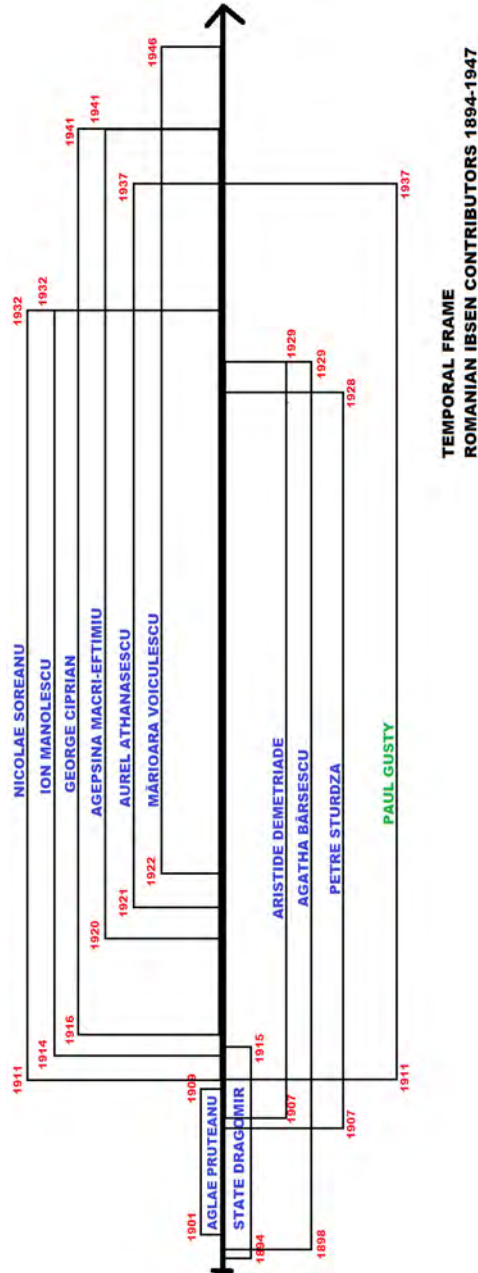 1932
NICOLAE SOREANU
1911
1932
ION MANOLESCU
1914
1941
GEORGE CIPRIAN
1916
1941
AGEPSINA MACRI-EFTIMIU
1920
1937
AUREL ATHANASESCU
1921
1946
MĂRIOARA VOICULESCU
1922
1909
AGLAE PRUTEANU
1901
1915
STATE DRAGOMIR
1894
1929
ARISTIDE DEMETRIADE
1907
1929
AGATHA BÂRSESCU
1898
1928
PETRE STURDZA
1907
1937
PAUL GUSTY
1911
TEMPORAL FRAME
ROMANIAN IBSEN CONTRIBUTORS 1894-1947